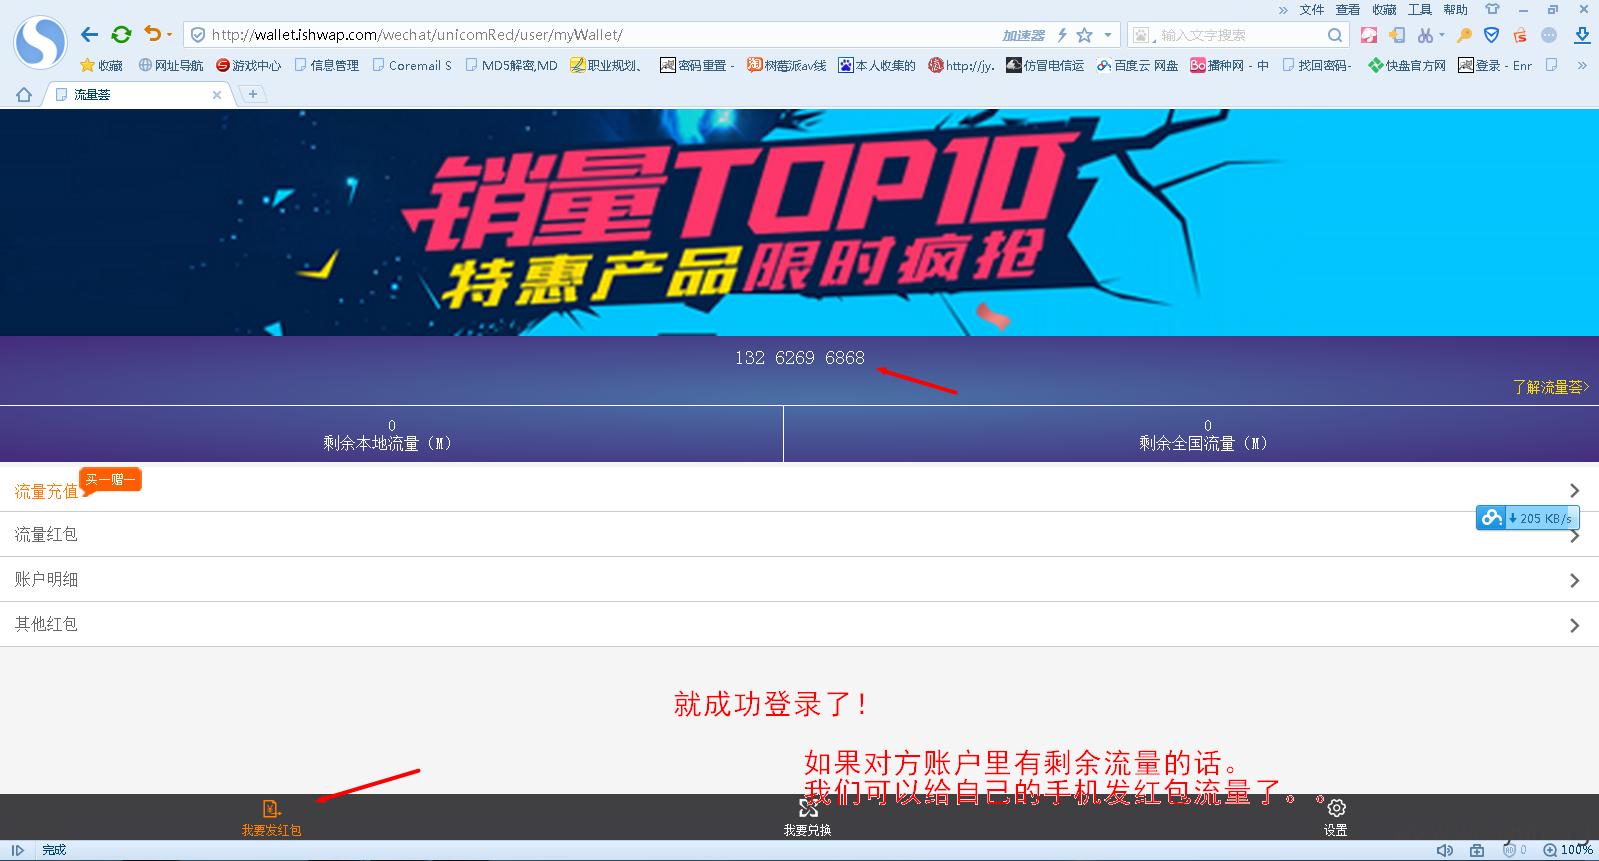 » 文件 查看 收藏 工具 帮助
http://wallet.ishwap.com/wechat/unicomRed/user/myWallet/ 加速器 输入文字搜索
收藏 网址导航 游戏中心 信息管理 Coremail S MD5解密,MD 职业规划、 密码重置 - 树莓派av线 本人收集的 http://jy. 仿冒电信运 百度云 网盘 播种网 - 中 找回密码- 快盘官方网 登录 - Enr »
流量荟
销量TOP10
特惠产品限时疯抢
132 6269 6868
了解流量荟>
0 0
剩余本地流量（M） 剩余全国流量（M）
流量充值 买一赠一
205 KB/s
流量红包
账户明细
其他红包
就成功登录了！
如果对方账户里有剩余流量的话。
我们可以给自己的手机发红包流量了。。
我要发红包 我要兑换 设置
完成 0 100%